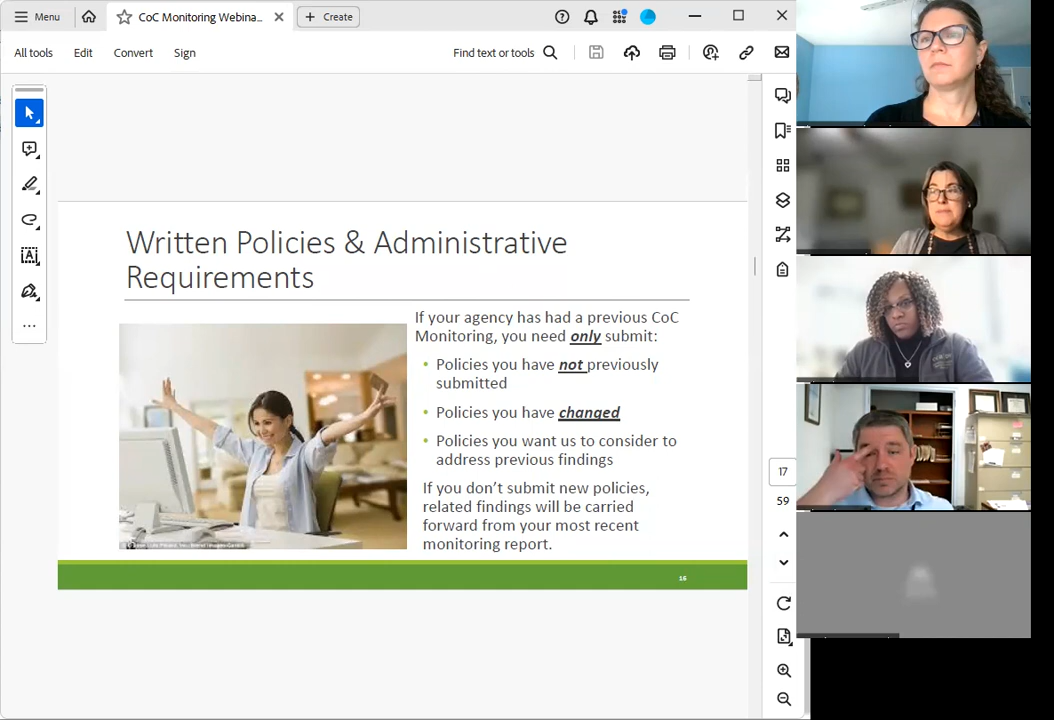 Menu
CoC Monitoring Webina...
Create
All tools
Edit
Convert
Sign
Find text or tools
Written Policies & Administrative
Requirements
If your agency has had a previous CoC
Monitoring, you need only submit:
• Policies you have not previously
submitted
• Policies you have changed
• Policies you want us to consider to
address previous findings
If you don't submit new policies,
related findings will be carried
forward from your most recent
monitoring report.
17
59